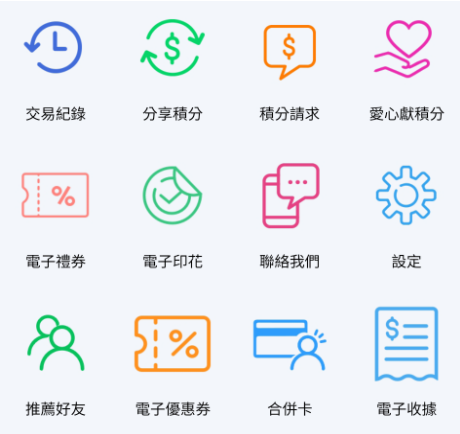 交易紀錄
分享積分
積分請求
愛心獻積分
電子禮券
電子印花
聯絡我們
設定
推薦好友
電子優惠券
合併卡
電子收據